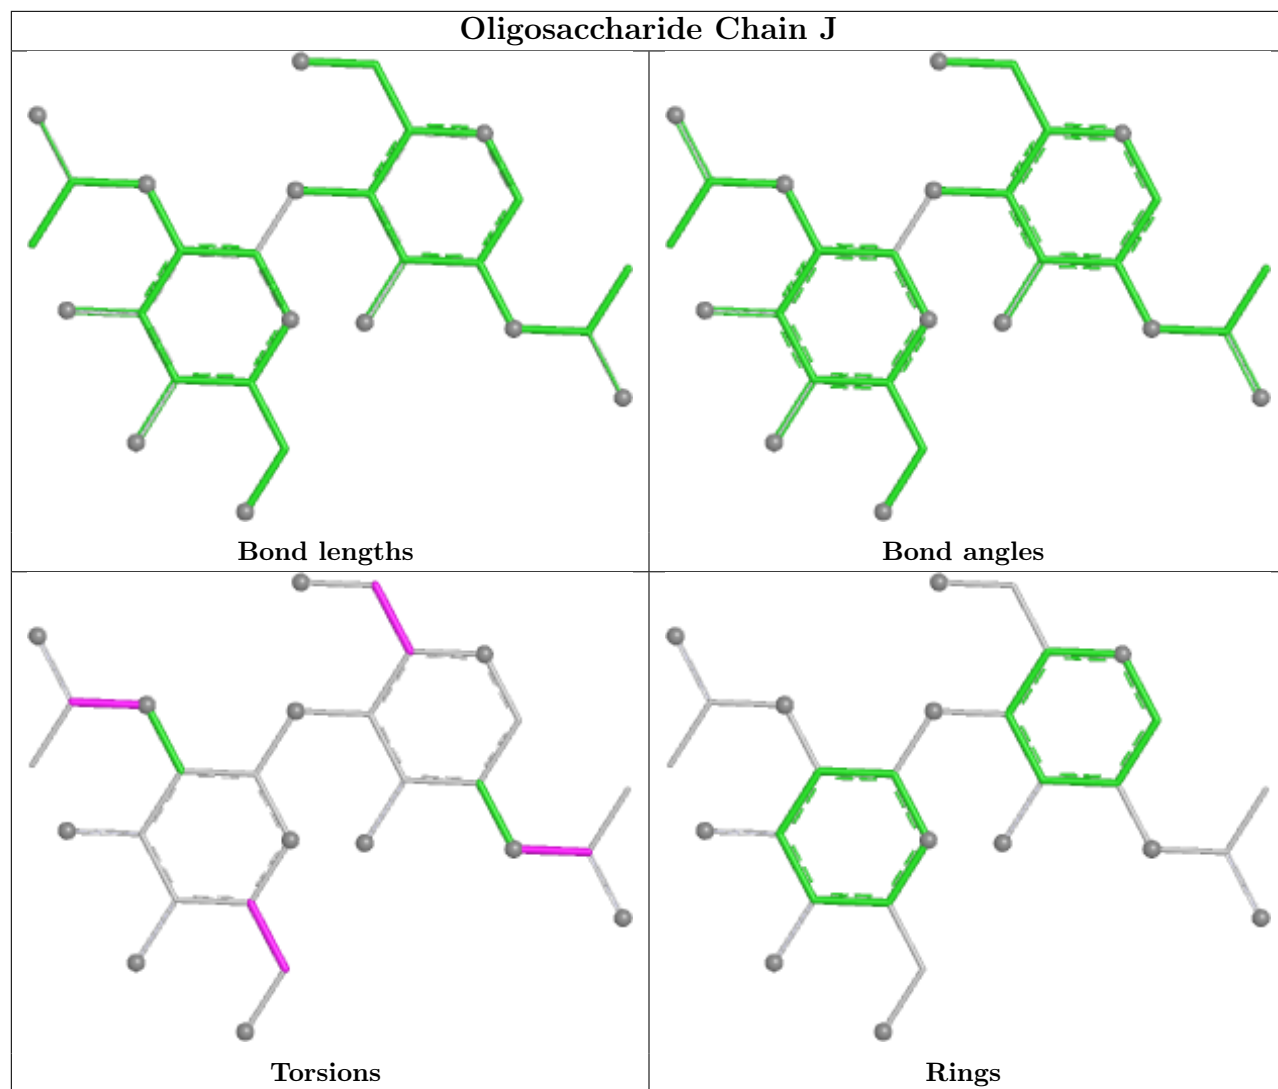 Oligosaccharide Chain J
Bond lengths
Bond angles
Torsions
Rings